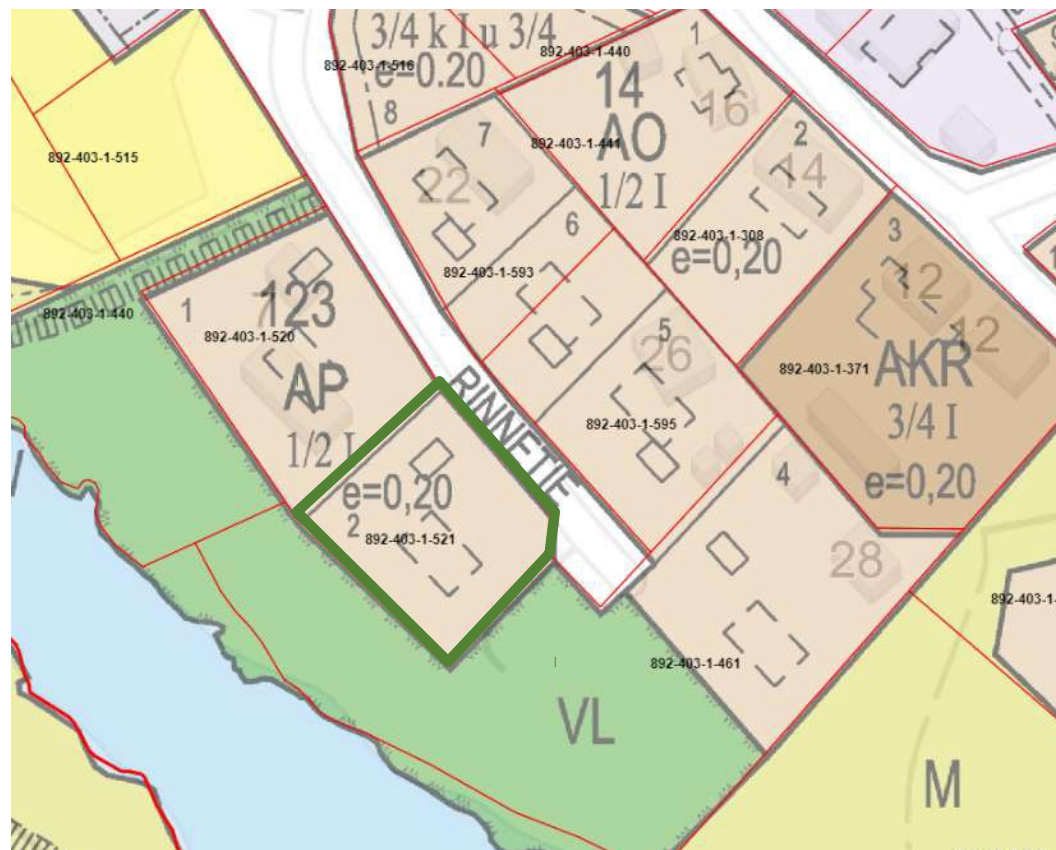 3/4 k I u 3/4
892-403-1-440
1
892-403-1-516
e=0.20
14
16
8
7
892-403-1-441
AO
2
892-403-1-515
22
1/2 I
14
6
892-403-1-308
3
e=0,20
892-403-1-593
12
1
123
892-403-1-440
892-403-1-520
5
26
12
892-403-1-371
AKR
AP
RINNETIE
892-403-1-595
3/4 I
1/2 I
4
e=0,20
e=0,20
2
892-403-1-521
28
892-403-1-
892-403-1-461
VL
M